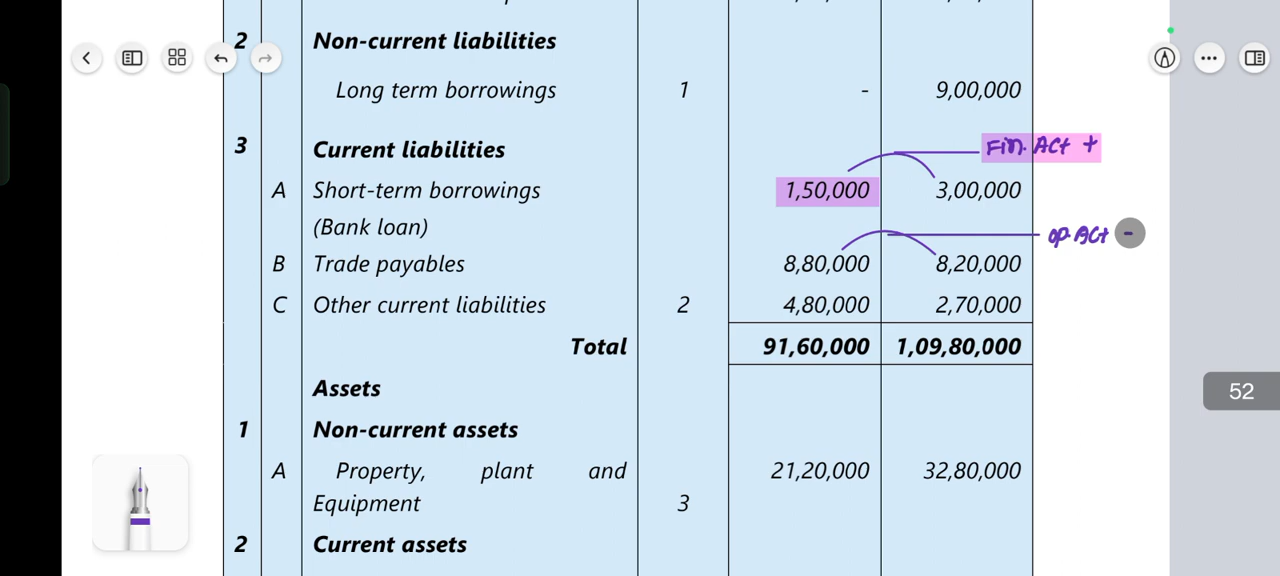 2 Non-current liabilities
Long term borrowings 1 - 9,00,000
3 Current liabilities
Fin. Act +
A Short-term borrowings 1,50,000 3,00,000
(Bank loan)
op. Act -
B Trade payables 8,80,000 8,20,000
C Other current liabilities 2 4,80,000 2,70,000
Total 91,60,000 1,09,80,000
Assets
52
1 Non-current assets
A Property, plant and 21,20,000 32,80,000
Equipment 3
2 Current assets